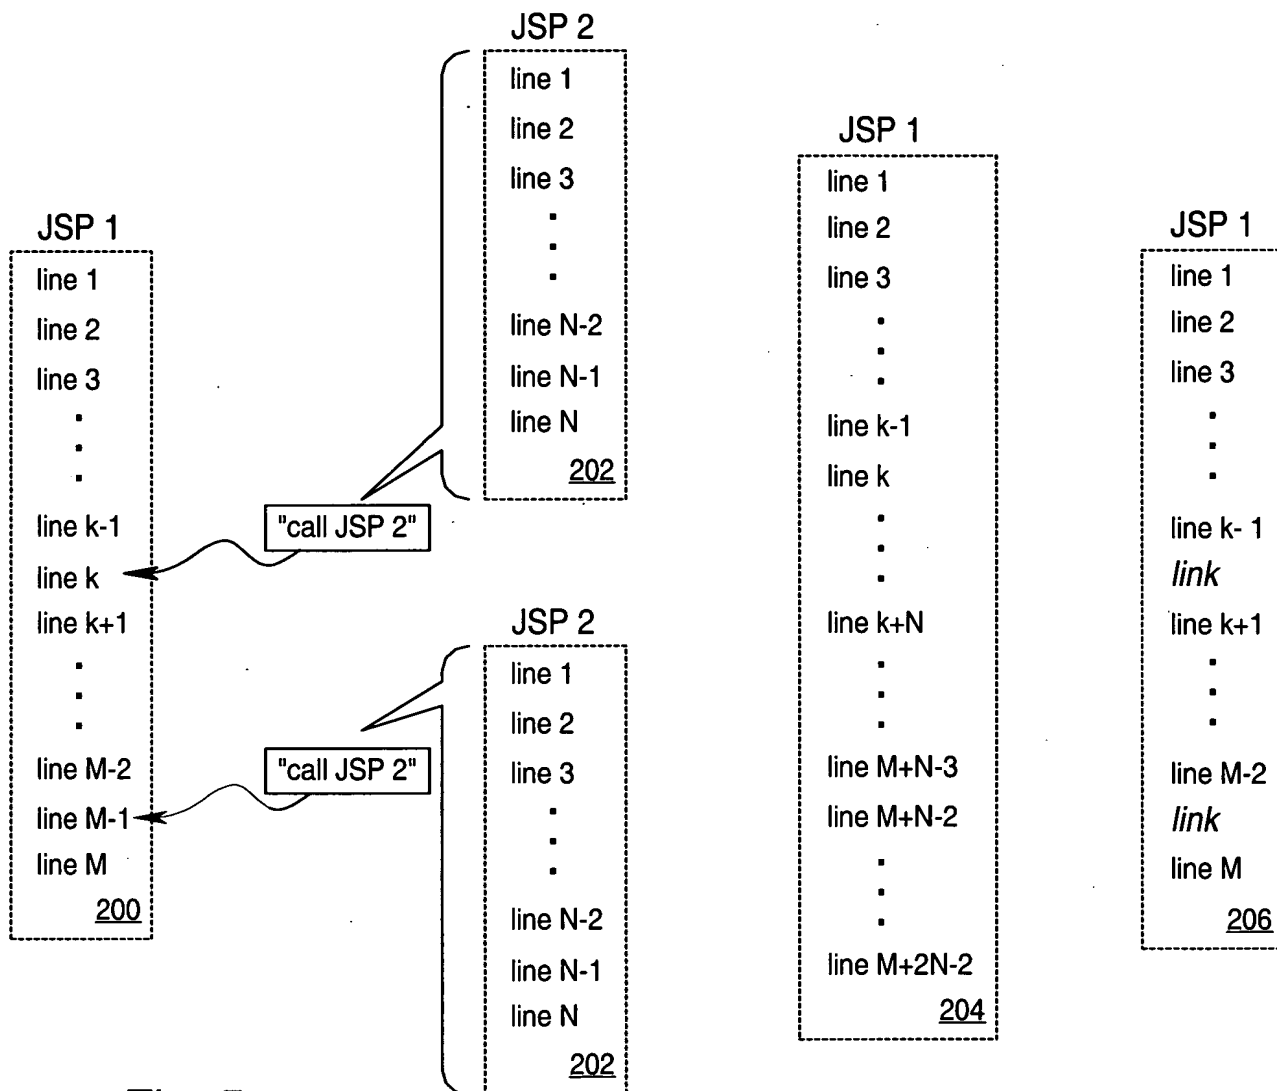 JSP 1
line 1
line 2
line 3
line k-1
line k
line k+1
line M-2
line M-1
line M
200
"call JSP 2"
"call JSP 2"
JSP 2
line 1
line 2
line 3
line N-2
line N-1
line N
202
JSP 2
line 1
line 2
line 3
line N-2
line N-1
line N
202
JSP 1
line 1
line 2
line 3
line k-1
line k
line k+N
line M+N-3
line M+N-2
line M+2N-2
204
JSP 1
line 1
line 2
line 3
line k- 1
link
line k+1
line M-2
link
line M
206